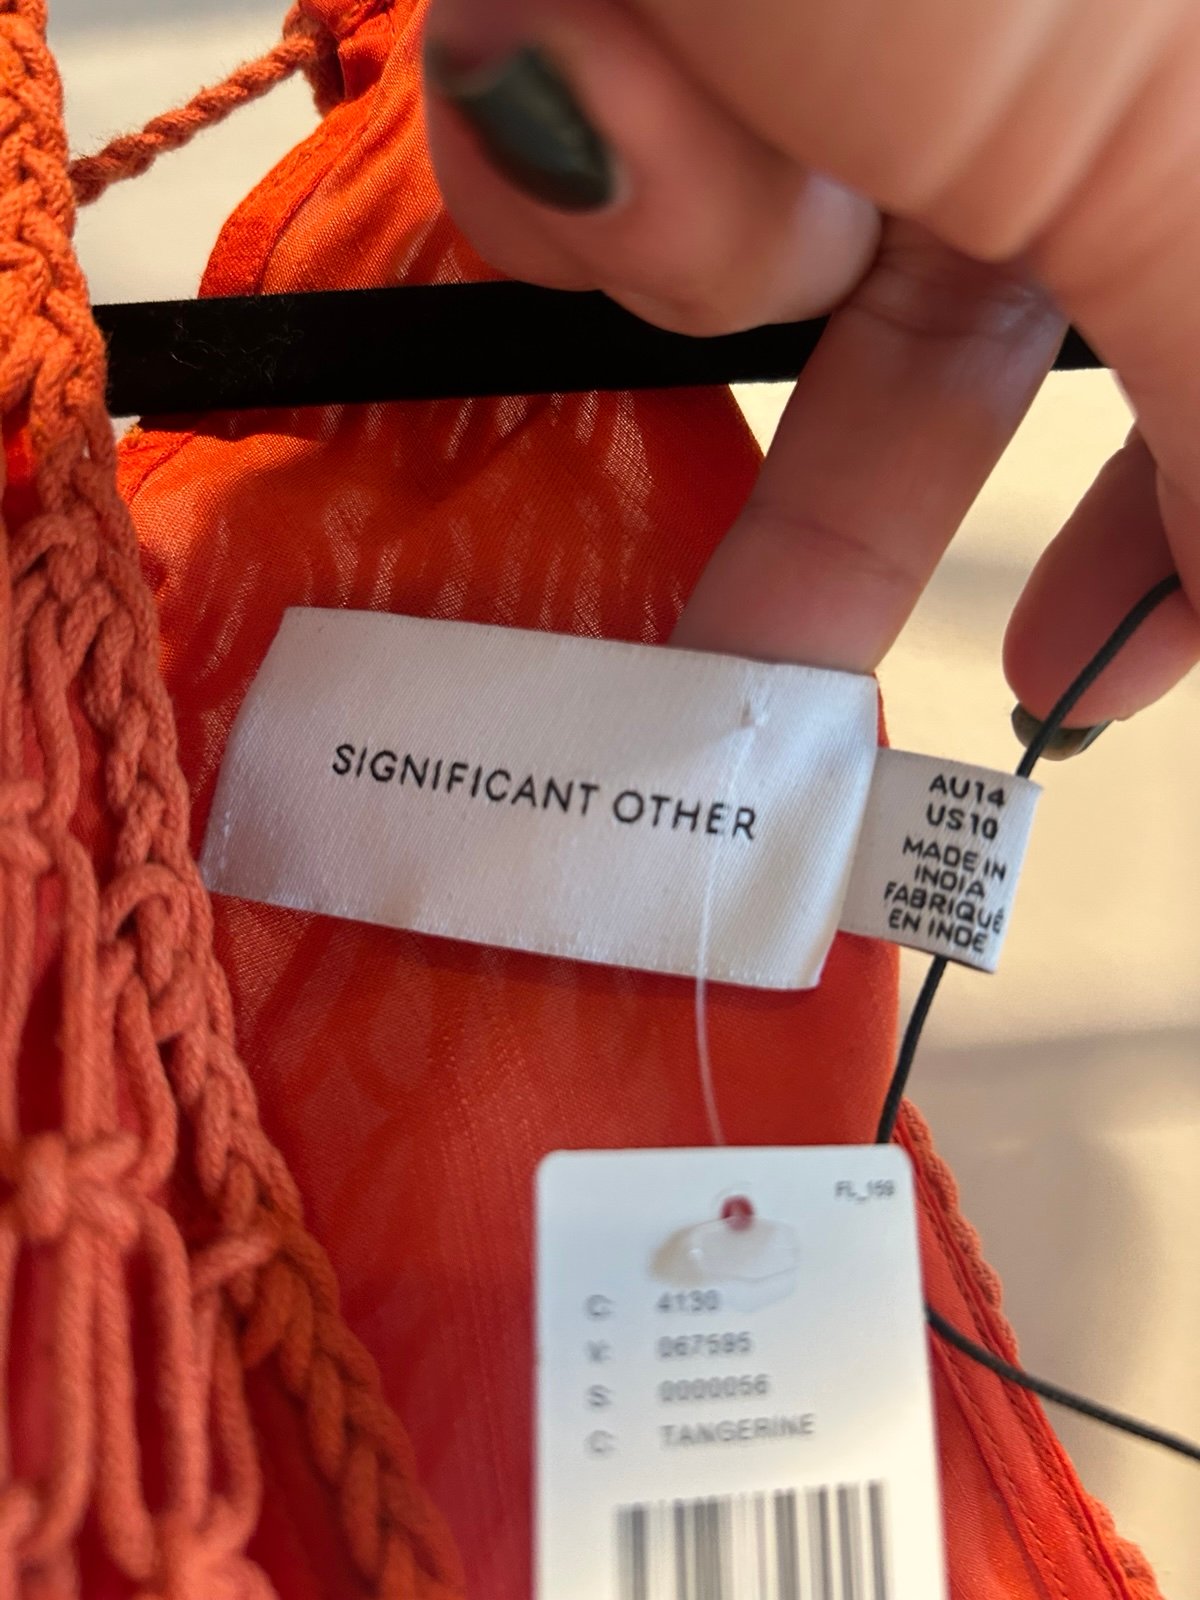 SIGNIFICANT OTHER
AU14
US10
MADE IN
INDIA
FABRIQUÉ
EN INDE
FL_159
C: 4130
V: 067595
S: 0000056
C: TANGERINE